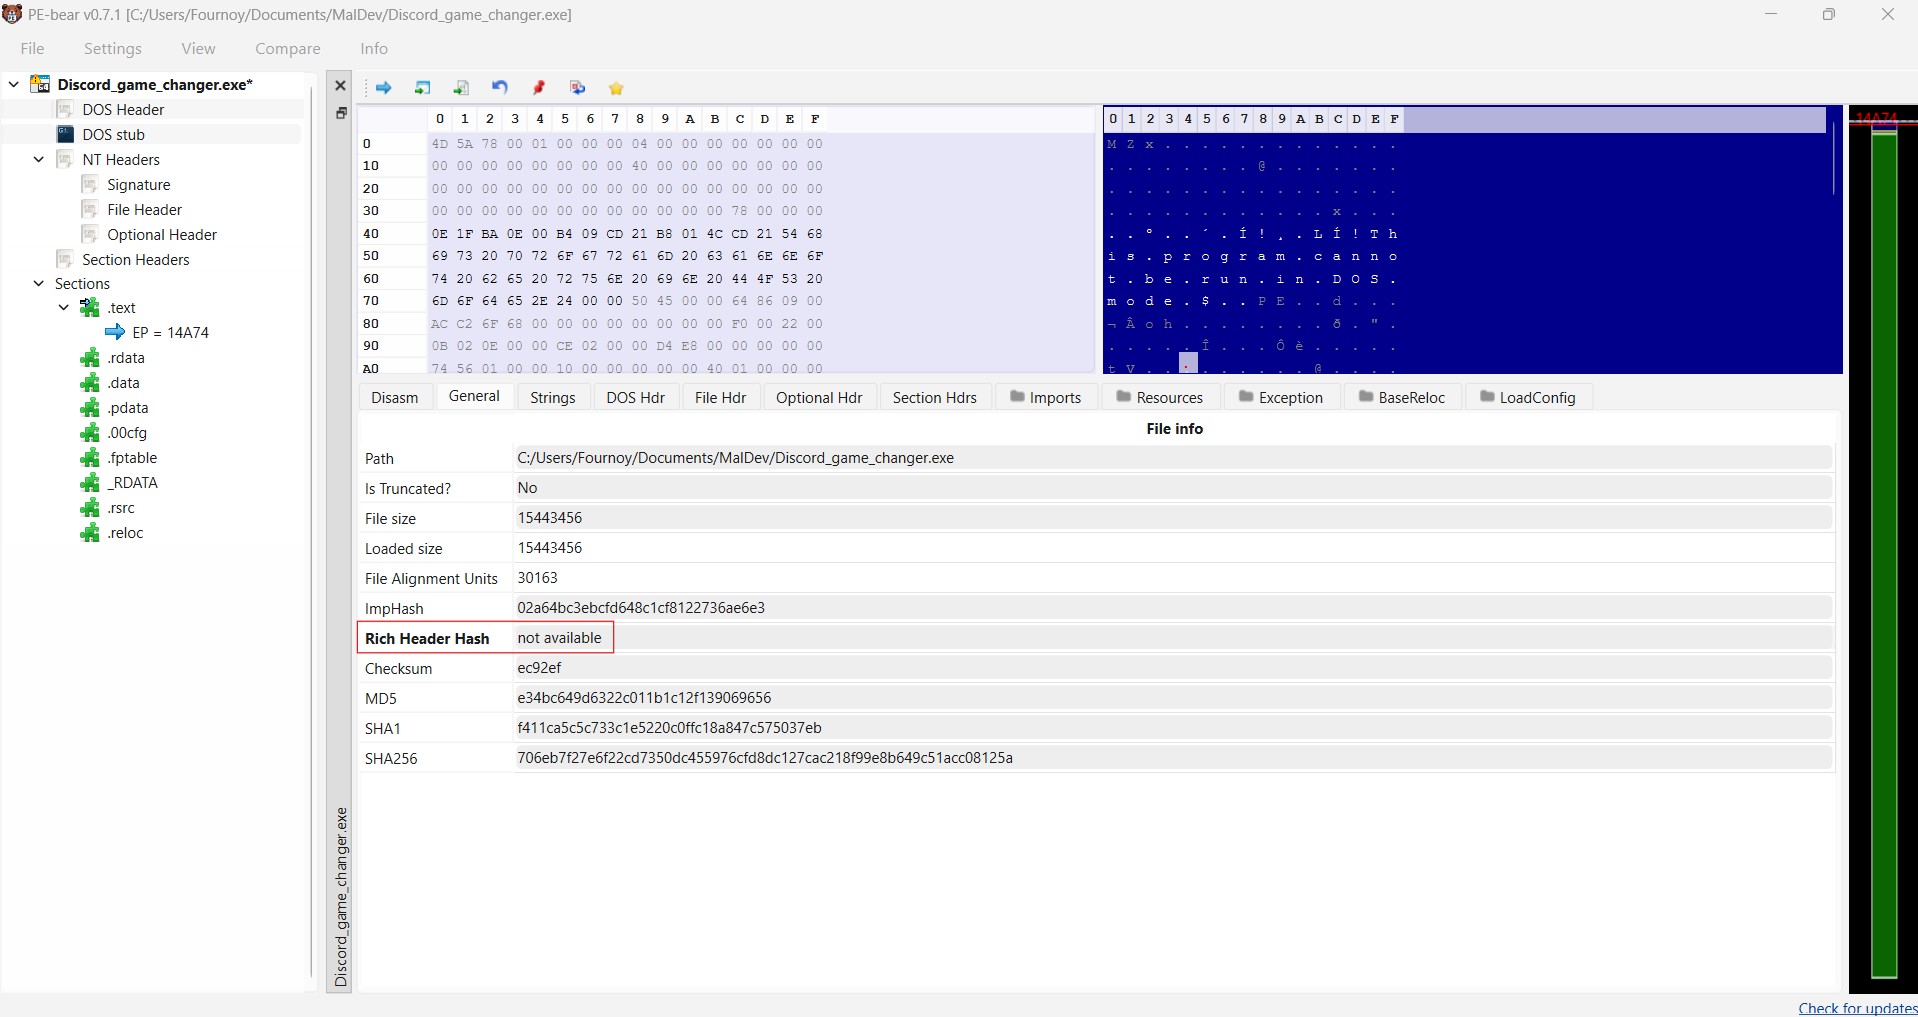 PE-bear v0.7.1 [C:/Users/Fournoy/Documents/MalDev/Discord_game_changer.exe]
File Settings View Compare Info
Discord_game_changer.exe*
DOS Header
DOS stub
NT Headers
Signature
File Header
Optional Header
Section Headers
Sections
.text
EP = 14A74
.rdata
.data
.pdata
.00cfg
.fptable
_RDATA
.rsrc
.reloc
Discord_game_changer.exe
0 1 2 3 4 5 6 7 8 9 A B C D E F
0 4D 5A 78 00 01 00 00 00 04 00 00 00 00 00 00 00
10 00 00 00 00 00 00 00 00 40 00 00 00 00 00 00 00
20 00 00 00 00 00 00 00 00 00 00 00 00 00 00 00 00
30 00 00 00 00 00 00 00 00 00 00 00 00 78 00 00 00
40 0E 1F BA 0E 00 B4 09 CD 21 B8 01 4C CD 21 54 68
50 69 73 20 70 72 6F 67 72 61 6D 20 63 61 6E 6E 6F
60 74 20 62 65 20 72 75 6E 20 69 6E 20 44 4F 53 20
70 6D 6F 64 65 2E 24 00 00 50 45 00 00 64 86 09 00
80 AC C2 6F 68 00 00 00 00 00 00 00 00 F0 00 22 00
90 0B 02 0E 00 00 CE 02 00 00 D4 E8 00 00 00 00 00
A0 74 56 01 00 00 10 00 00 00 00 00 40 01 00 00 00
0 1 2 3 4 5 6 7 8 9 A B C D E F
M Z x . . . . . . . . . . . . .
. . . . . . . . @ . . . . . . .
. . . . . . . . . . . . . . . .
. . . . . . . . . . . . x . . .
. . º . . ´ . Í ! ¸ . L Í ! T h
i s . p r o g r a m . c a n n o
t . b e . r u n . i n . D O S .
m o d e . $ . . P E . . d . . .
¬ Â o h . . . . . . . . ð . " .
. . . . . Î . . . Ô è . . . . .
t V . . . . . . . . . @ . . . .
14A74
Disasm General Strings DOS Hdr File Hdr Optional Hdr Section Hdrs Imports Resources Exception BaseReloc LoadConfig
File info
Path C:/Users/Fournoy/Documents/MalDev/Discord_game_changer.exe
Is Truncated? No
File size 15443456
Loaded size 15443456
File Alignment Units 30163
ImpHash 02a64bc3ebcfd648c1cf8122736ae6e3
Rich Header Hash not available
Checksum ec92ef
MD5 e34bc649d6322c011b1c12f139069656
SHA1 f411ca5c5c733c1e5220c0ffc18a847c575037eb
SHA256 706eb7f27e6f22cd7350dc455976cfd8dc127cac218f99e8b649c51acc08125a
Check for updates